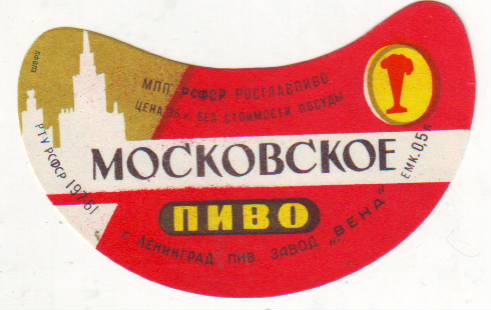 МПП РСФСР РОСГЛАВПИВО
ЦЕНА 26 к. БЕЗ СТОИМОСТИ ПОСУДЫ
МОСКОВСКОЕ
ПИВО
РТУ РСФСР 197-61
ЕМК. 0,5 л
г. ЛЕНИНГРАД ПИВ. ЗАВОД „ВЕНА"